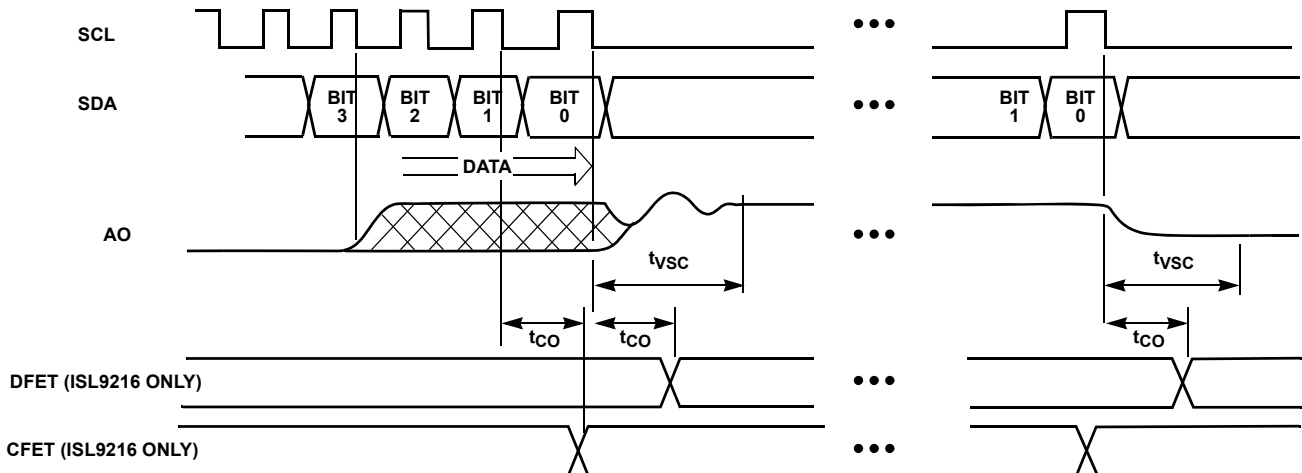 SCL
•••
SDA
BIT 3
BIT 2
BIT 1
BIT 0
•••
BIT 1
BIT 0
DATA
AO
•••
tVSC
tVSC
tCO
tCO
tCO
DFET (ISL9216 ONLY)
•••
CFET (ISL9216 ONLY)
•••